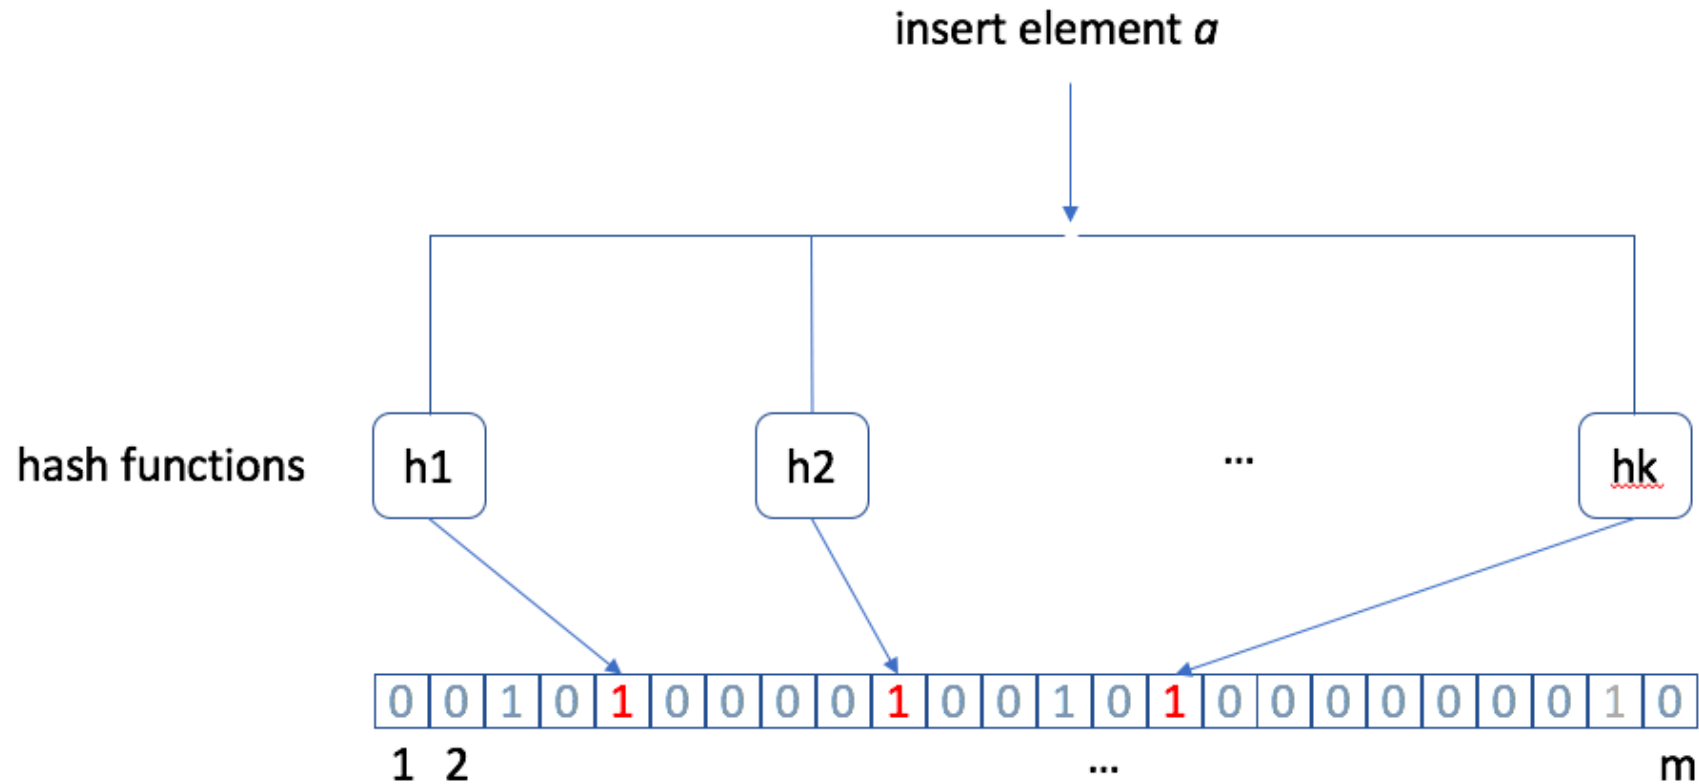 insert element a
hash functions h1 h2 ... hk
0 0 1 0 1 0 0 0 0 1 0 0 1 0 1 0 0 0 0 0 0 0 1 0
1 2 ... m